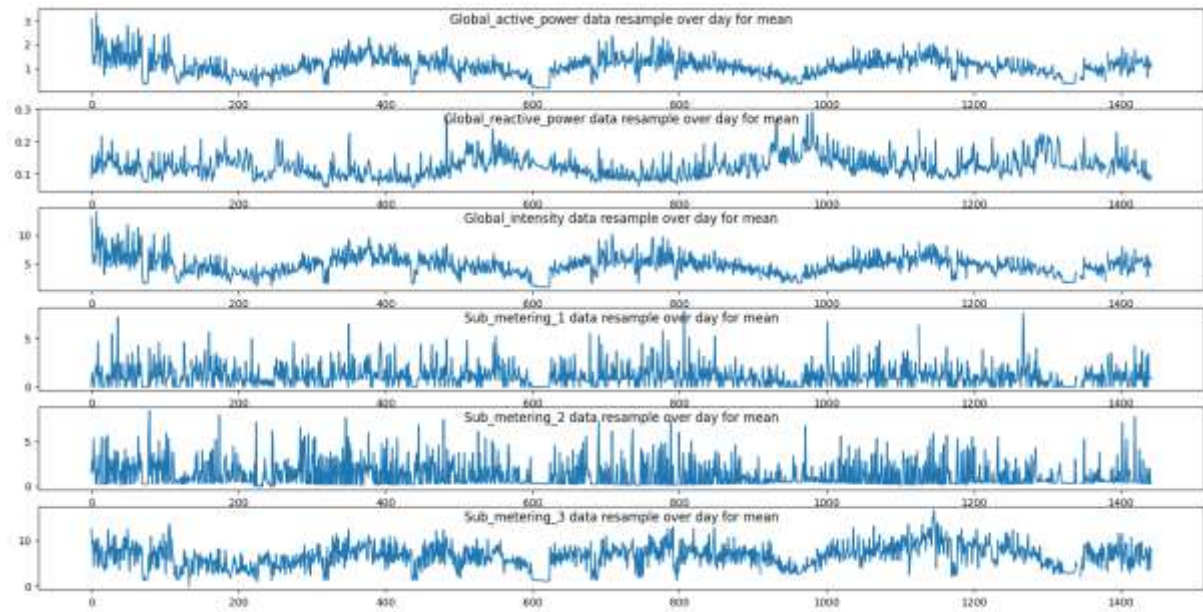 Global_active_power data resample over day for mean
3
2
1
0 200 400 600 800 1000 1200 1400
Global_reactive_power data resample over day for mean
0.3
0.2
0.1
0 200 400 600 800 1000 1200 1400
Global_intensity data resample over day for mean
10
5
0 200 400 600 800 1000 1200 1400
Sub_metering_1 data resample over day for mean
5
0
0 200 400 600 800 1000 1200 1400
Sub_metering_2 data resample over day for mean
5
0
0 200 400 600 800 1000 1200 1400
Sub_metering_3 data resample over day for mean
10
0
0 200 400 600 800 1000 1200 1400